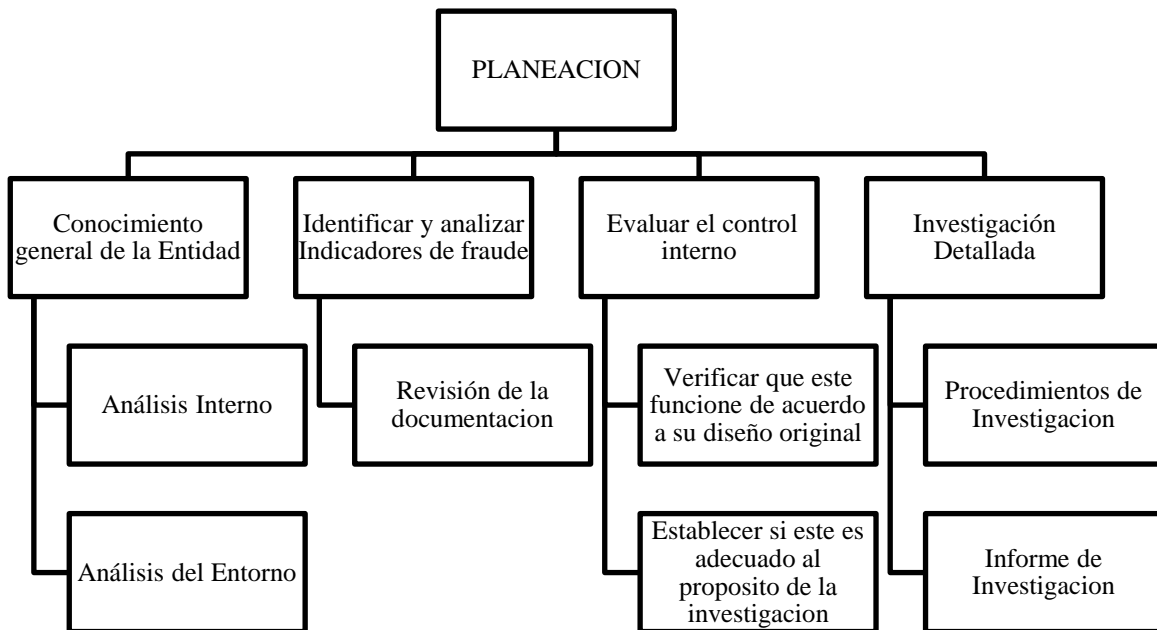 PLANEACION
Conocimiento
general de la Entidad
Identificar y analizar
Indicadores de fraude
Evaluar el control
interno
Investigación
Detallada
Análisis Interno
Revisión de la
documentacion
Verificar que este
funcione de acuerdo
a su diseño original
Procedimientos de
Investigacion
Análisis del Entorno
Establecer si este es
adecuado al
proposito de la
investigacion
Informe de
Investigacion